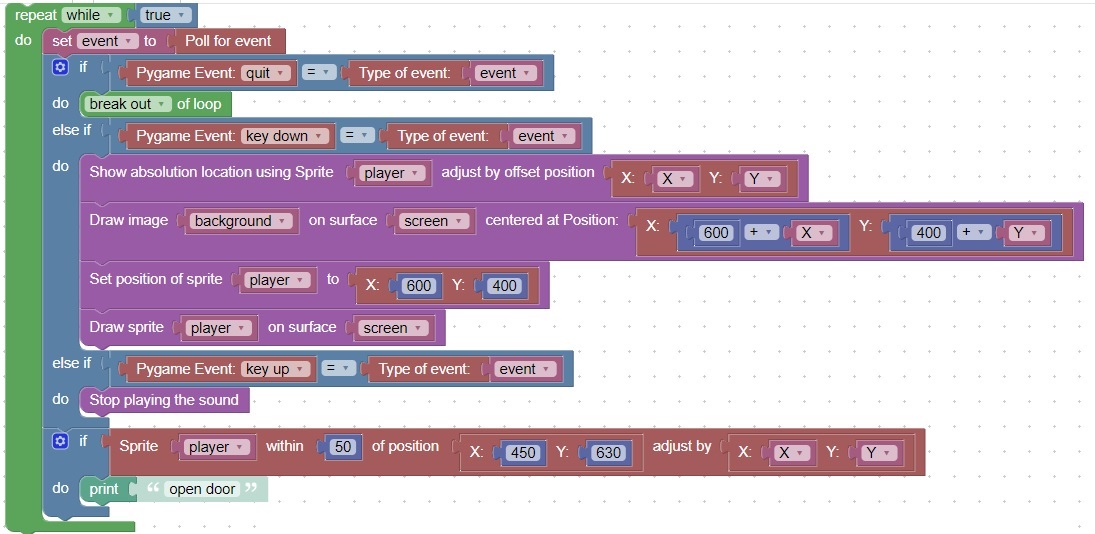 repeat while true
do set event to Poll for event
if Pygame Event: quit = Type of event: event
do break out of loop
else if Pygame Event: key down = Type of event: event
do Show absolution location using Sprite player adjust by offset position X: X Y: Y
Draw image background on surface screen centered at Position: X: 600 + X Y: 400 + Y
Set position of sprite player to X: 600 Y: 400
Draw sprite player on surface screen
else if Pygame Event: key up = Type of event: event
do Stop playing the sound
if Sprite player within 50 of position X: 450 Y: 630 adjust by X: X Y: Y
do print “ open door ”